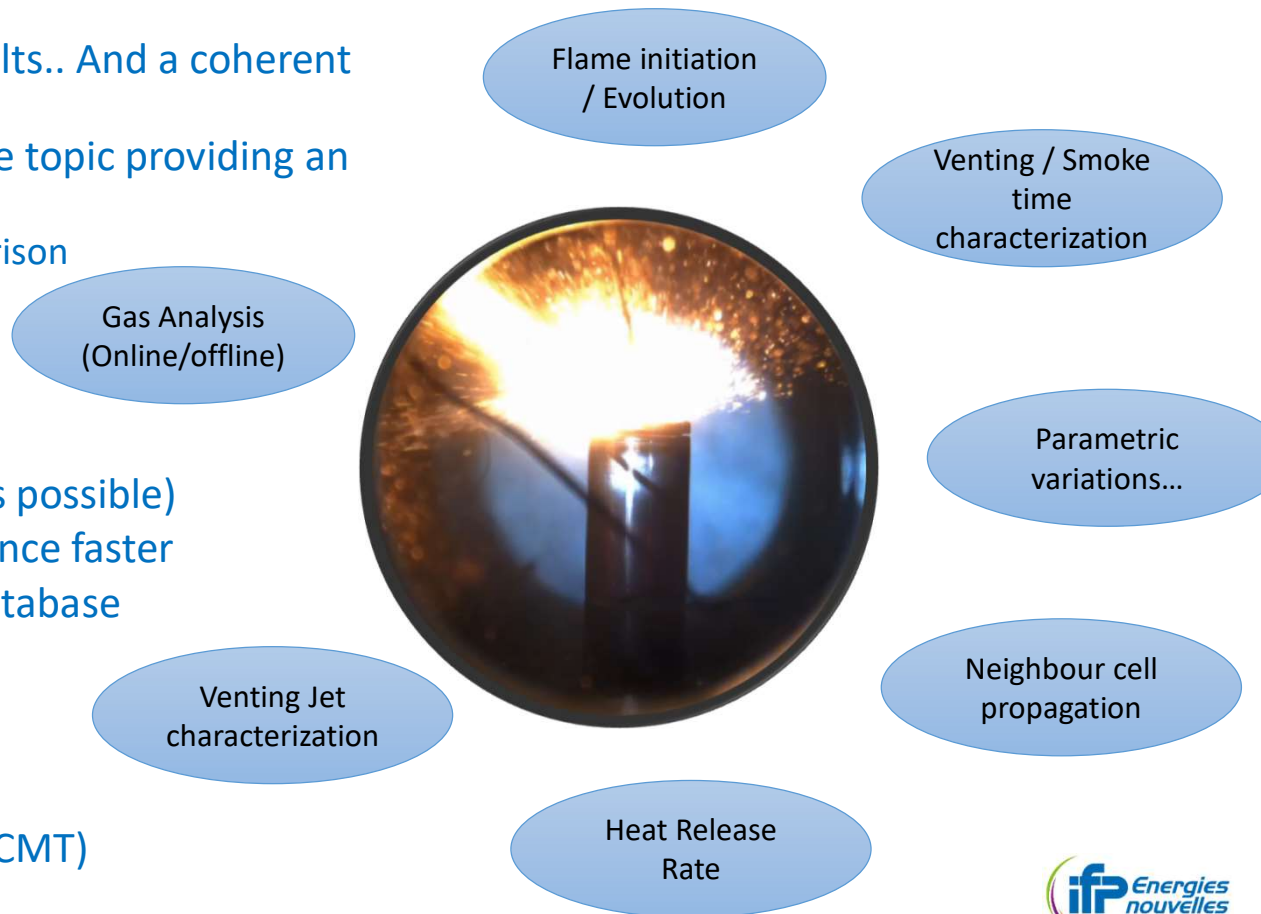 lts.. And a coherent
e topic providing an
rison
s possible)
nce faster
tabase
CMT)
Flame initiation
/ Evolution
Venting / Smoke
time
characterization
Gas Analysis
(Online/offline)
Parametric
variations…
Neighbour cell
propagation
Venting Jet
characterization
Heat Release
Rate
ifp Energies
nouvelles